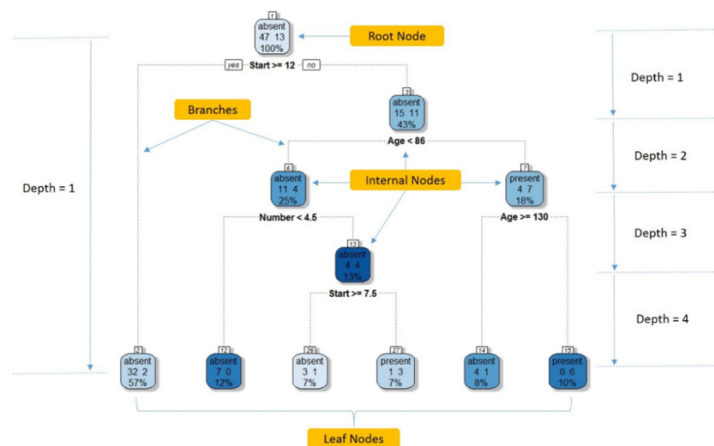 1
absent
47 13
100%
Root Node
yes Start >= 12 no
Depth = 1
3
absent
15 11
43%
Age < 86
Branches
Depth = 2
6
absent
11 4
25%
Number < 4.5
Internal Nodes
7
present
4 7
18%
Age >= 130
Depth = 1
Depth = 3
13
absent
4 4
13%
Start >= 7.5
Depth = 4
2
absent
32 2
57%
12
absent
7 0
12%
26
absent
3 1
7%
27
present
1 3
7%
14
absent
4 1
8%
15
present
0 6
10%
Leaf Nodes